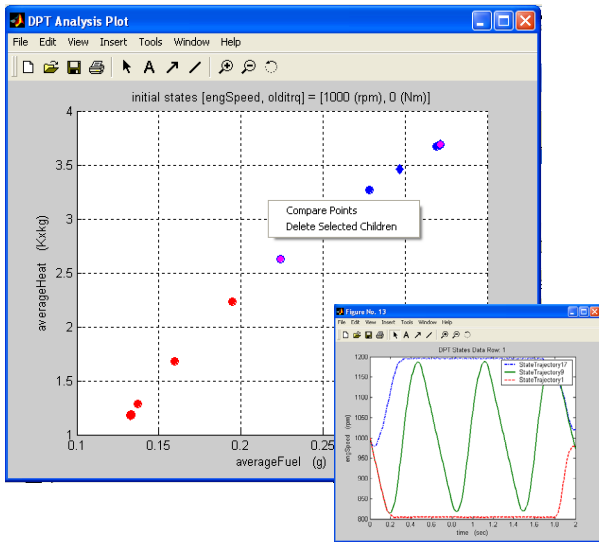 DPT Analysis Plot
File Edit View Insert Tools Window Help
A
initial states [engSpeed, olditrq] = [1000 (rpm), 0 (Nm)]
4
3.5
3
2.5
2
1.5
1
averageHeat (Kxkg)
Compare Points
Delete Selected Children
0.1 0.15 0.2 0.25
averageFuel (g)
Figure No. 13
File Edit View Insert Tools Window Help
A
DPT States Data Row: 1
1200
1150
1100
1050
1000
950
900
850
800
engSpeed (rpm)
StateTrajectory17
StateTrajectory9
StateTrajectory1
0 0.2 0.4 0.6 0.8 1 1.2 1.4 1.6 1.8 2
time (sec)